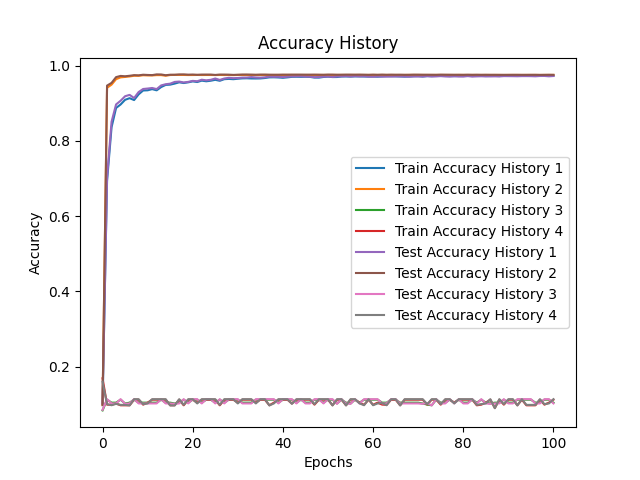 Accuracy History
1.0
0.8
0.6
0.4
0.2
Accuracy
Train Accuracy History 1
Train Accuracy History 2
Train Accuracy History 3
Train Accuracy History 4
Test Accuracy History 1
Test Accuracy History 2
Test Accuracy History 3
Test Accuracy History 4
0 20 40 60 80 100
Epochs